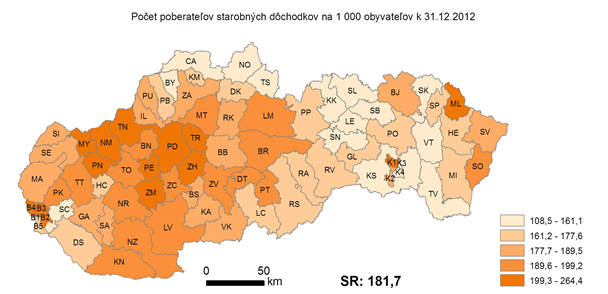 Počet poberateľov starobných dôchodkov na 1 000 obyvateľov k 31.12.2012
CA
NO
TS
BY
KM
PU
PB
ZA
DK
IL
MT
RK
LM
PP
KK
SL
SB
BJ
SK
SP
ML
LE
SN
PO
VT
HE
SV
SI
MY
NM
TN
BN
PD
TR
BB
BR
GL
K1
K3
K4
K2
KS
MI
SO
SE
PN
TO
PE
ZH
RA
RV
TV
MA
TT
HC
ZM
ZC
BS
ZV
DT
PT
PK
B4
B3
B1
B2
B5
SC
GA
SA
NR
LV
KA
VK
LC
RS
DS
NZ
KN
108,5 - 161,1
161,2 - 177,6
177,7 - 189,5
189,6 - 199,2
199,3 - 264,4
0
50
km
SR: 181,7